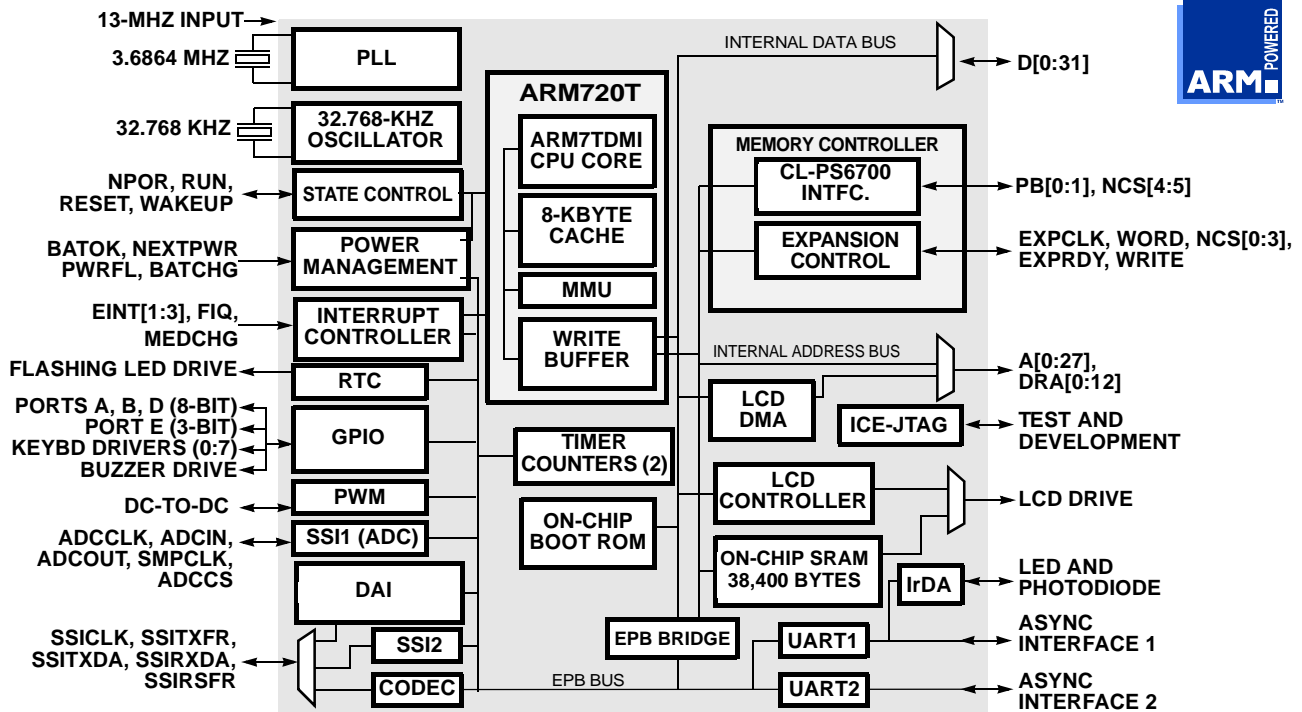 13-MHZ INPUT
3.6864 MHZ
PLL
32.768 KHZ
32.768-KHZ
OSCILLATOR
NPOR, RUN,
RESET, WAKEUP
STATE CONTROL
BATOK, NEXTPWR
PWRFL, BATCHG
POWER
MANAGEMENT
EINT[1:3], FIQ,
MEDCHG
INTERRUPT
CONTROLLER
FLASHING LED DRIVE
RTC
PORTS A, B, D (8-BIT)
PORT E (3-BIT)
KEYBD DRIVERS (0:7)
BUZZER DRIVE
GPIO
DC-TO-DC
PWM
ADCCLK, ADCIN,
ADCOUT, SMPCLK,
ADCCS
SSI1 (ADC)
DAI
SSICLK, SSITXFR,
SSITXDA, SSIRXDA,
SSIRSFR
SSI2
CODEC
ARM720T
ARM7TDMI
CPU CORE
8-KBYTE
CACHE
MMU
WRITE
BUFFER
TIMER
COUNTERS (2)
ON-CHIP
BOOT ROM
EPB BRIDGE
EPB BUS
INTERNAL DATA BUS
D[0:31]
MEMORY CONTROLLER
CL-PS6700
INTFC.
PB[0:1], NCS[4:5]
EXPANSION
CONTROL
EXPCLK, WORD, NCS[0:3],
EXPRDY, WRITE
INTERNAL ADDRESS BUS
A[0:27],
DRA[0:12]
LCD
DMA
ICE-JTAG
TEST AND
DEVELOPMENT
LCD
CONTROLLER
LCD DRIVE
ON-CHIP SRAM
38,400 BYTES
IrDA
LED AND
PHOTODIODE
UART1
ASYNC
INTERFACE 1
UART2
ASYNC
INTERFACE 2
ARM
POWERED
TM